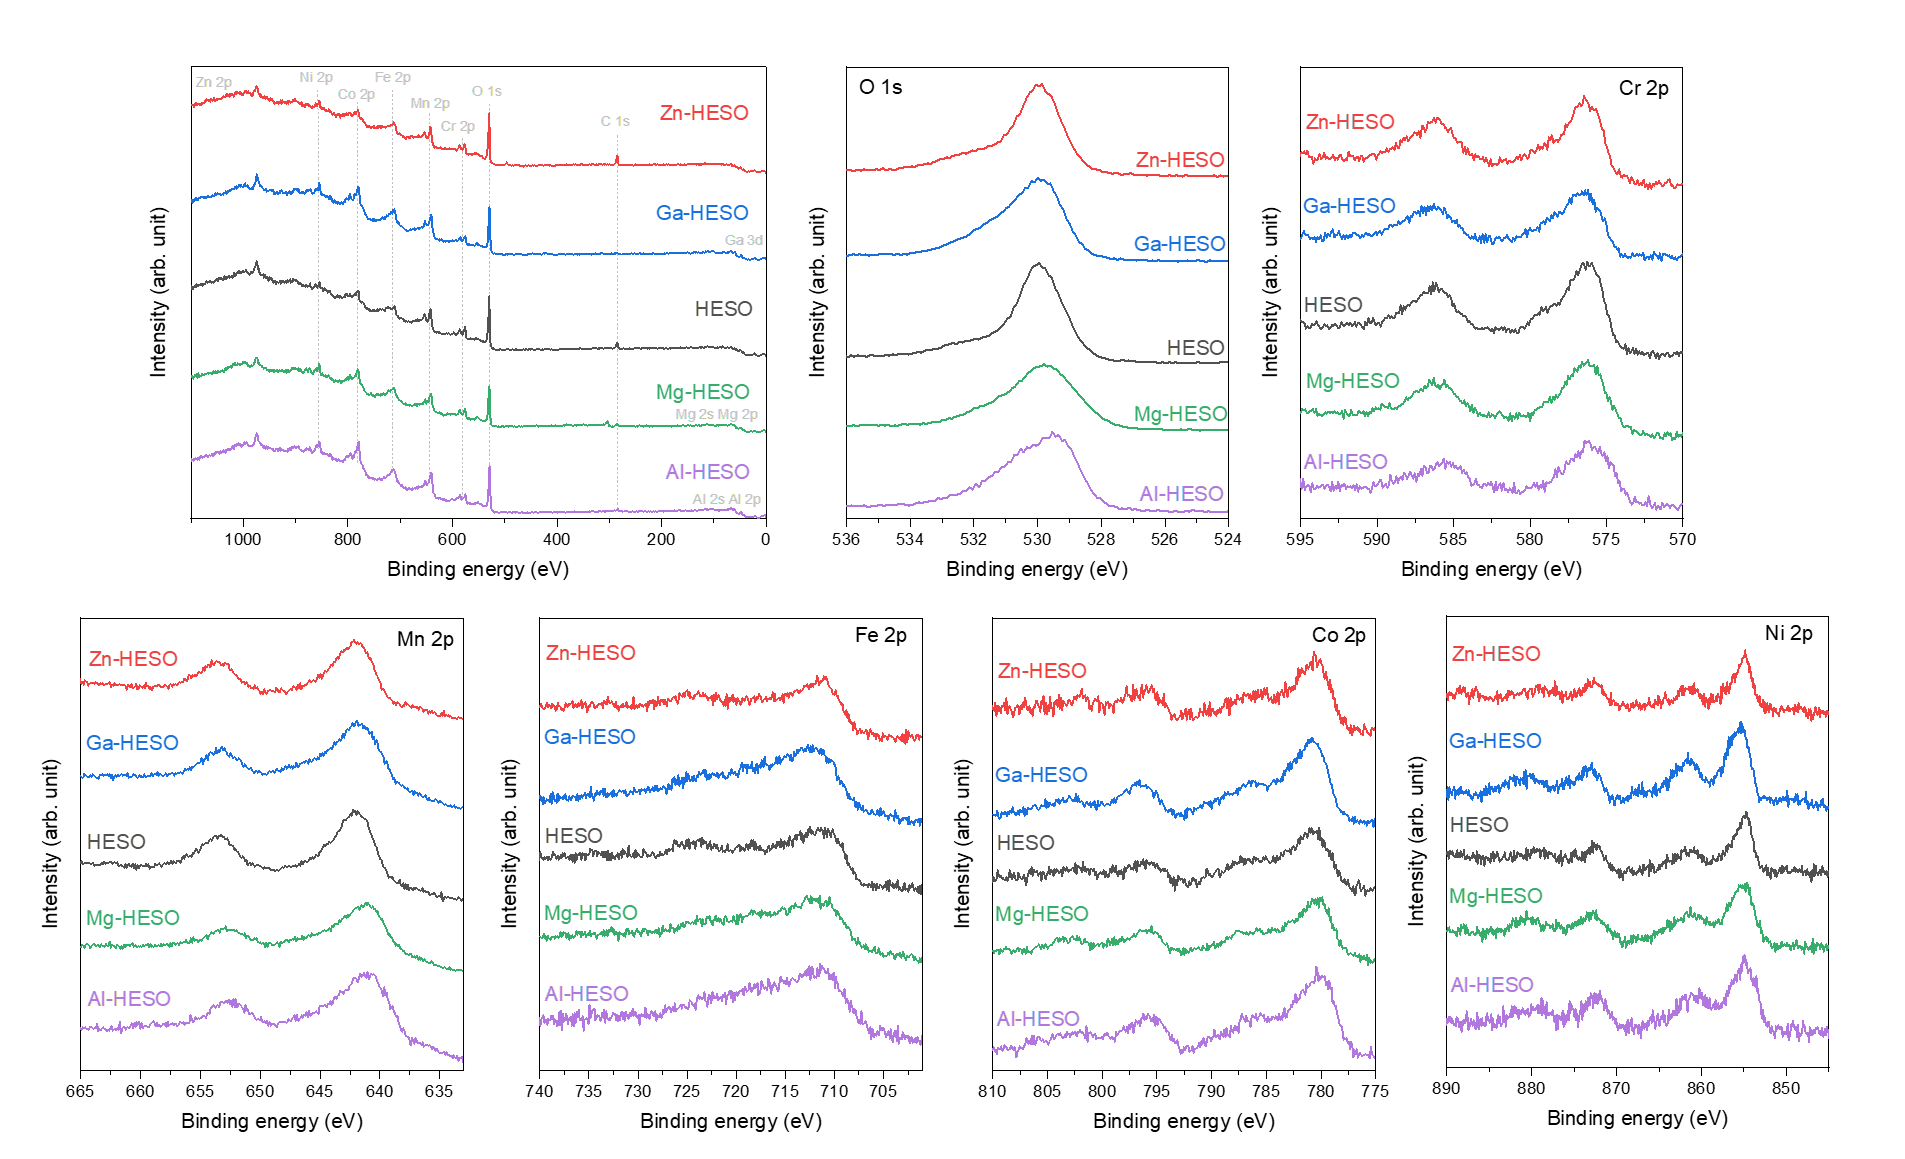 Zn 2p
Ni 2p
Fe 2p
Co 2p
Mn 2p
Cr 2p
O 1s
C 1s
Zn-HESO
Ga-HESO
Ga 3d
HESO
Mg-HESO
Mg 2s Mg 2p
Al-HESO
Al 2s Al 2p
Intensity (arb. unit)
1000 800 600 400 200 0
Binding energy (eV)
O 1s
Zn-HESO
Ga-HESO
HESO
Mg-HESO
Al-HESO
Intensity (arb. unit)
536 534 532 530 528 526 524
Binding energy (eV)
Cr 2p
Zn-HESO
Ga-HESO
HESO
Mg-HESO
Al-HESO
Intensity (arb. unit)
595 590 585 580 575 570
Binding energy (eV)
Mn 2p
Zn-HESO
Ga-HESO
HESO
Mg-HESO
Al-HESO
Intensity (arb. unit)
665 660 655 650 645 640 635
Binding energy (eV)
Fe 2p
Zn-HESO
Ga-HESO
HESO
Mg-HESO
Al-HESO
Intensity (arb. unit)
740 735 730 725 720 715 710 705
Binding energy (eV)
Co 2p
Zn-HESO
Ga-HESO
HESO
Mg-HESO
Al-HESO
Intensity (arb. unit)
810 805 800 795 790 785 780 775
Binding energy (eV)
Ni 2p
Zn-HESO
Ga-HESO
HESO
Mg-HESO
Al-HESO
Intensity (arb. unit)
890 880 870 860 850
Binding energy (eV)